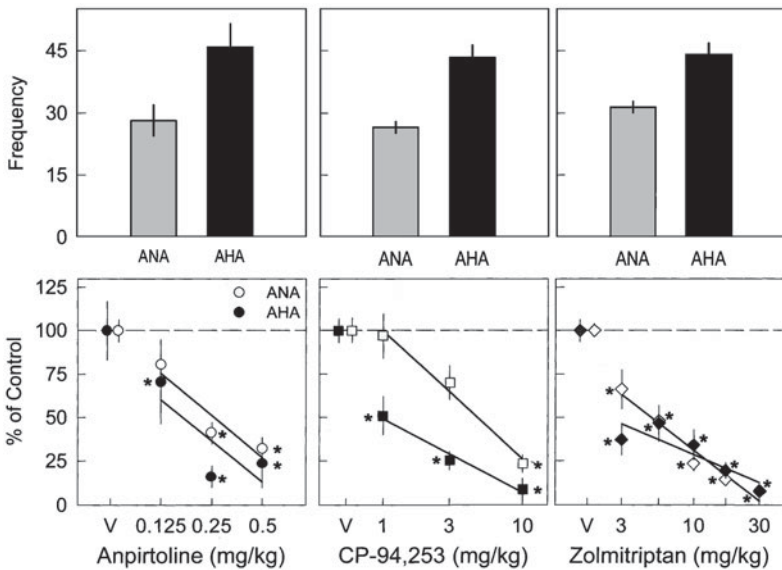 Frequency
45
30
15
0
ANA AHA
ANA AHA
ANA AHA
% of Control
125
100
75
50
25
0
ANA
AHA
* * * * *
* * * *
* * * * * * * * *
V 0.125 0.25 0.5
V 1 3 10
V 3 10 30
Anpirtoline (mg/kg) CP-94,253 (mg/kg) Zolmitriptan (mg/kg)